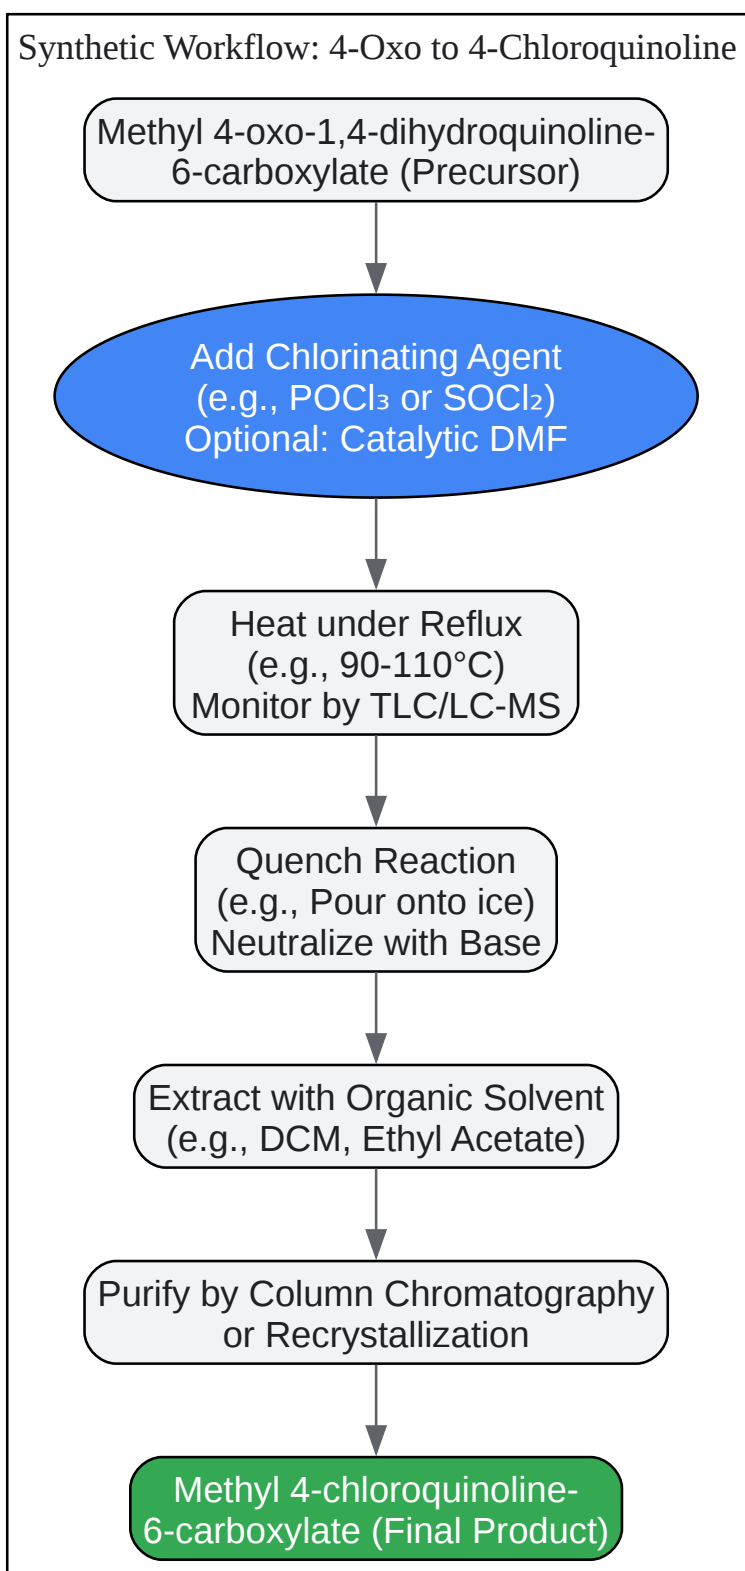 Synthetic Workflow: 4-Oxo to 4-Chloroquinoline
Methyl 4-oxo-1,4-dihydroquinoline-
6-carboxylate (Precursor)
Add Chlorinating Agent
(e.g., POCl₃ or SOCl₂)
Optional: Catalytic DMF
Heat under Reflux
(e.g., 90-110°C)
Monitor by TLC/LC-MS
Quench Reaction
(e.g., Pour onto ice)
Neutralize with Base
Extract with Organic Solvent
(e.g., DCM, Ethyl Acetate)
Purify by Column Chromatography
or Recrystallization
Methyl 4-chloroquinoline-
6-carboxylate (Final Product)